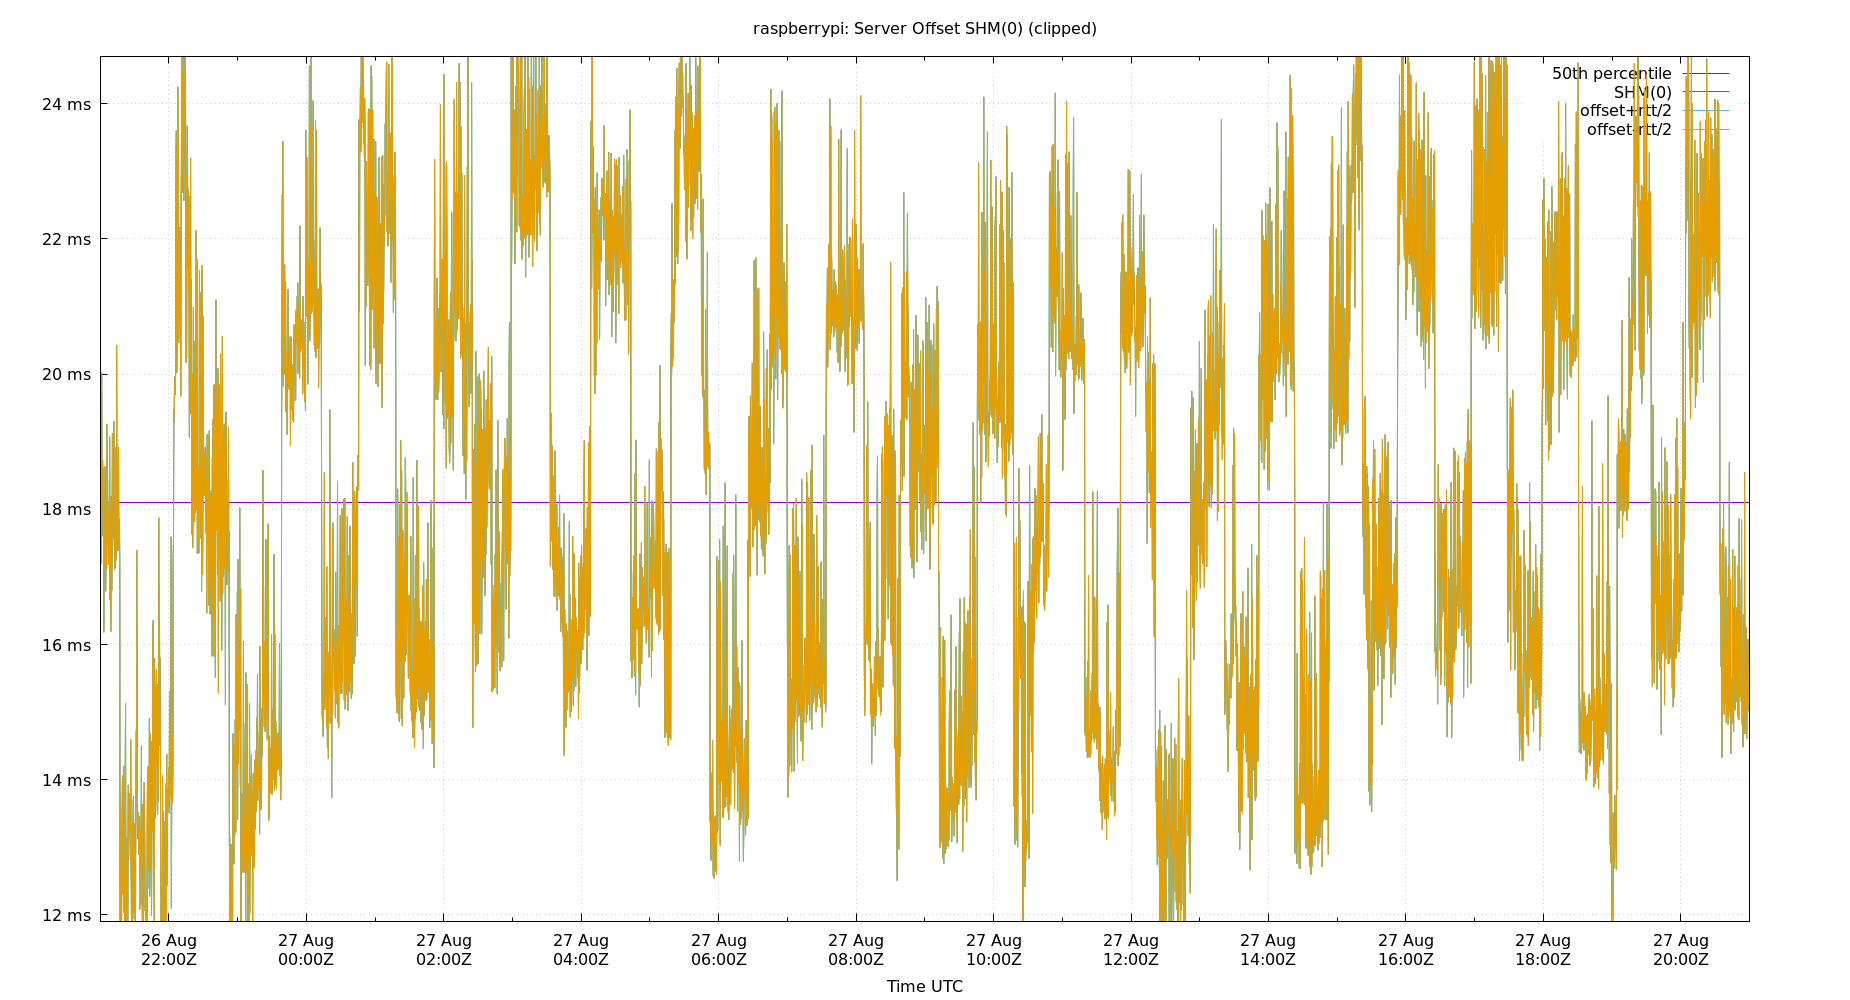 raspberrypi: Server Offset SHM(0) (clipped)
50th percentile
SHM(0)
offset+rtt/2
offset-rtt/2
24 ms
22 ms
20 ms
18 ms
16 ms
14 ms
12 ms
26 Aug 27 Aug 27 Aug 27 Aug 27 Aug 27 Aug 27 Aug 27 Aug 27 Aug 27 Aug 27 Aug 27 Aug
22:00Z 00:00Z 02:00Z 04:00Z 06:00Z 08:00Z 10:00Z 12:00Z 14:00Z 16:00Z 18:00Z 20:00Z
Time UTC